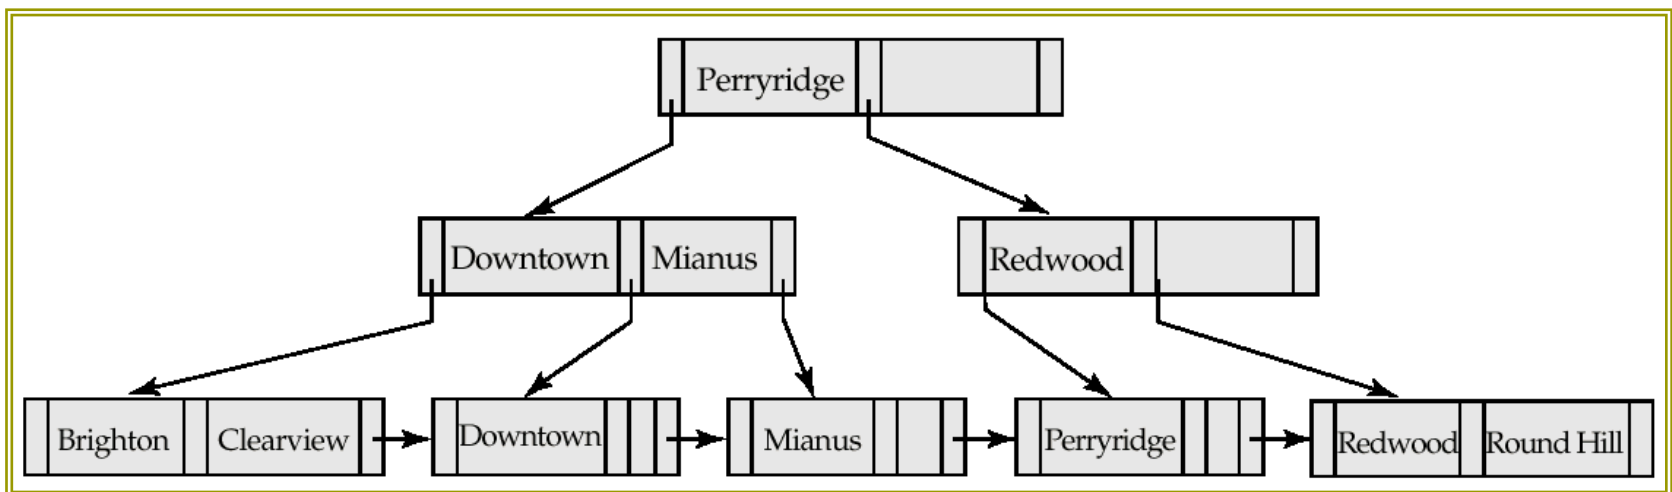 Perryridge
Downtown Mianus
Redwood
Brighton Clearview
Downtown
Mianus
Perryridge
Redwood Round Hill